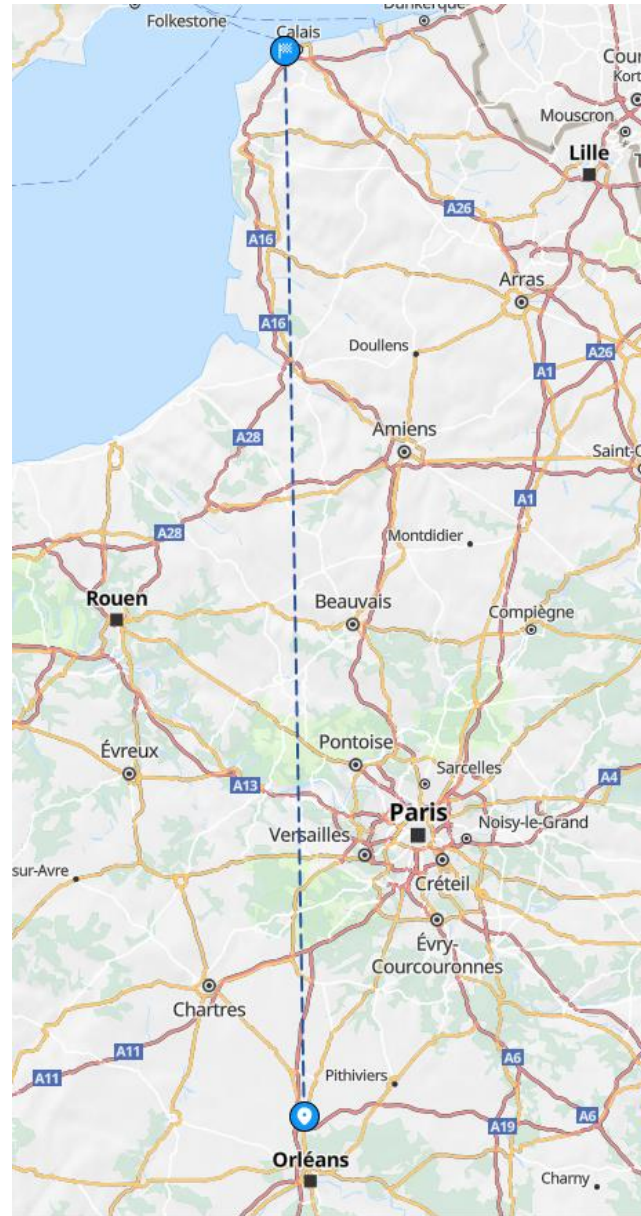 Folkestone
Calais
Dunkerque
Mouscron
Lille
A26
A16
Arras
A16
Doullens
A26
A1
A28
Amiens
A1
A28
Montdidier
Rouen
Beauvais
Compiègne
Pontoise
Évreux
Sarcelles
A13
A4
Paris
Versailles
Noisy-le-Grand
sur-Avre
Créteil
Évry-
Courcouronnes
Chartres
A11
A6
A11
Pithiviers
A6
A19
Orléans
Charny